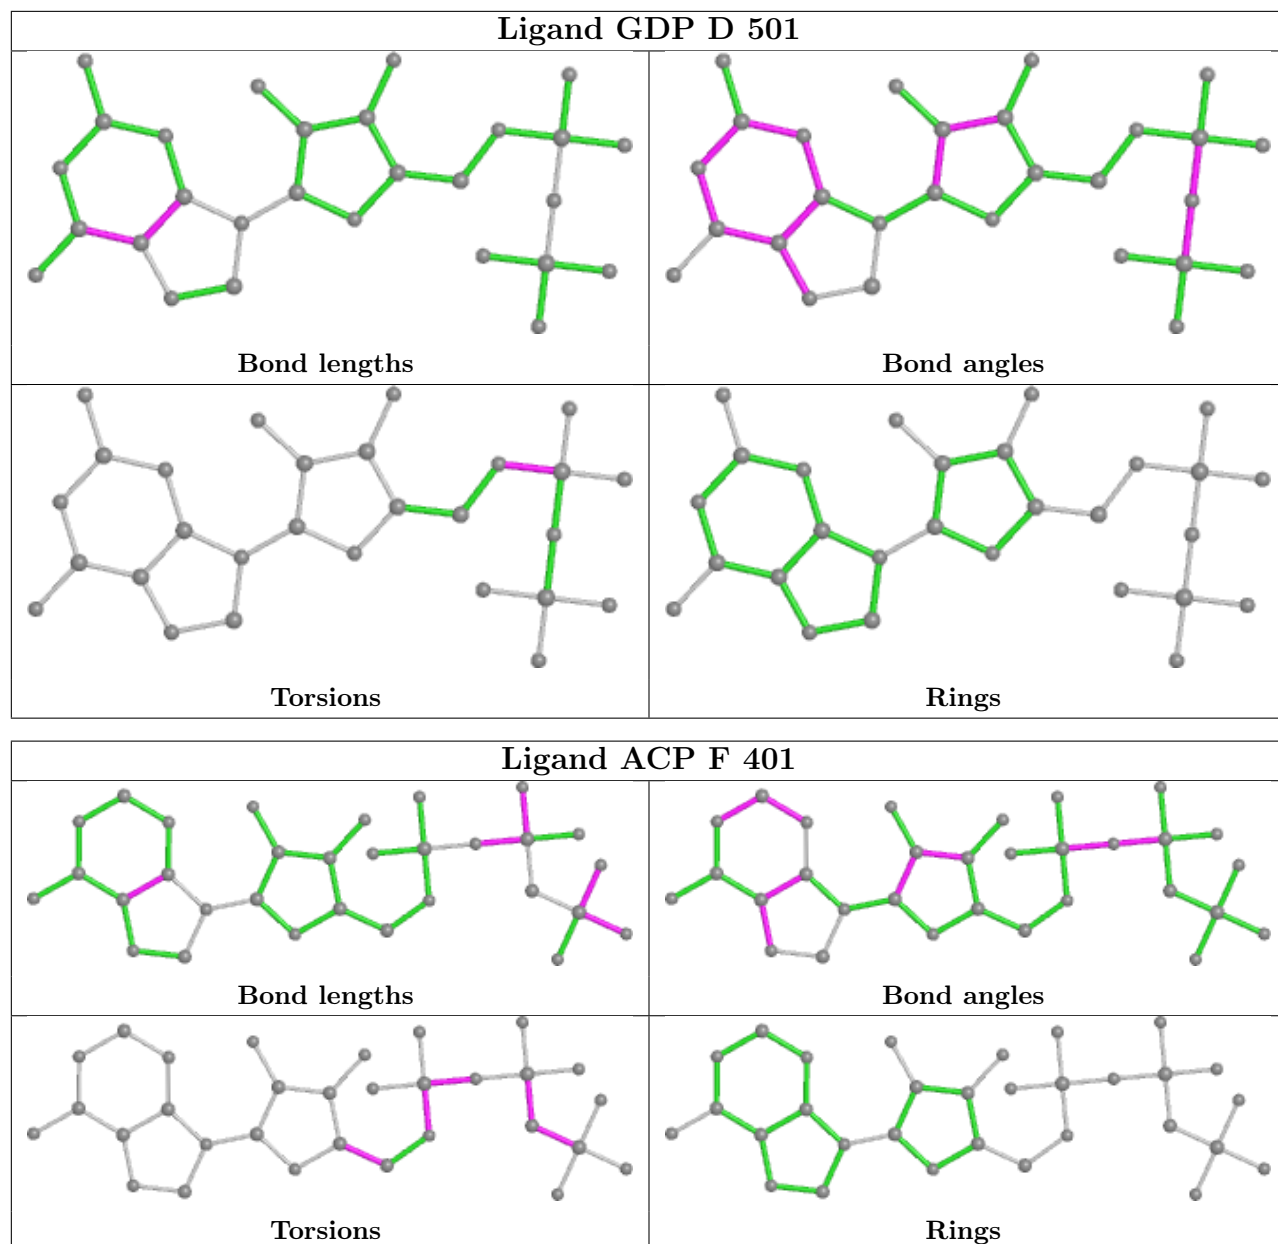 Ligand GDP D 501
Bond lengths
Bond angles
Torsions
Rings
Ligand ACP F 401
Bond lengths
Bond angles
Torsions
Rings